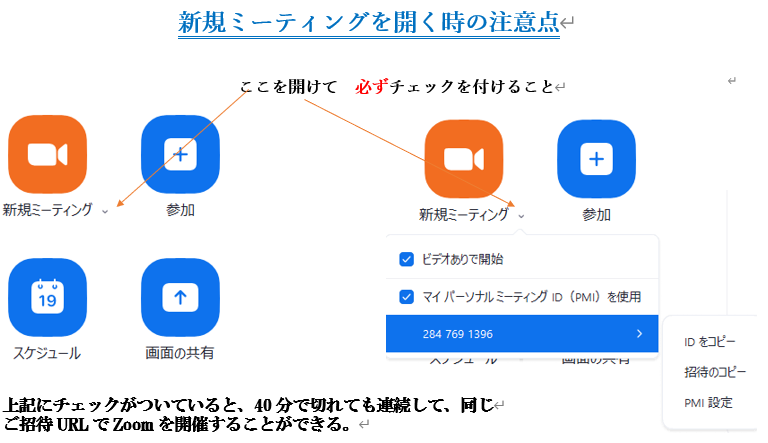 新規ミーティングを開く時の注意点
ここを開けて　必ずチェックを付けること
新規ミーティング
参加
新規ミーティング
参加
ビデオありで開始
マイ パーソナルミーティング ID（PMI）を使用
19
284 769 1396
ID をコピー
スケジュール
画面の共有
スケジュール
画面の共有
招待のコピー
PMI 設定
上記にチェックがついていると、40 分で切れても連続して、同じ
ご招待 URL で Zoom を開催することができる。